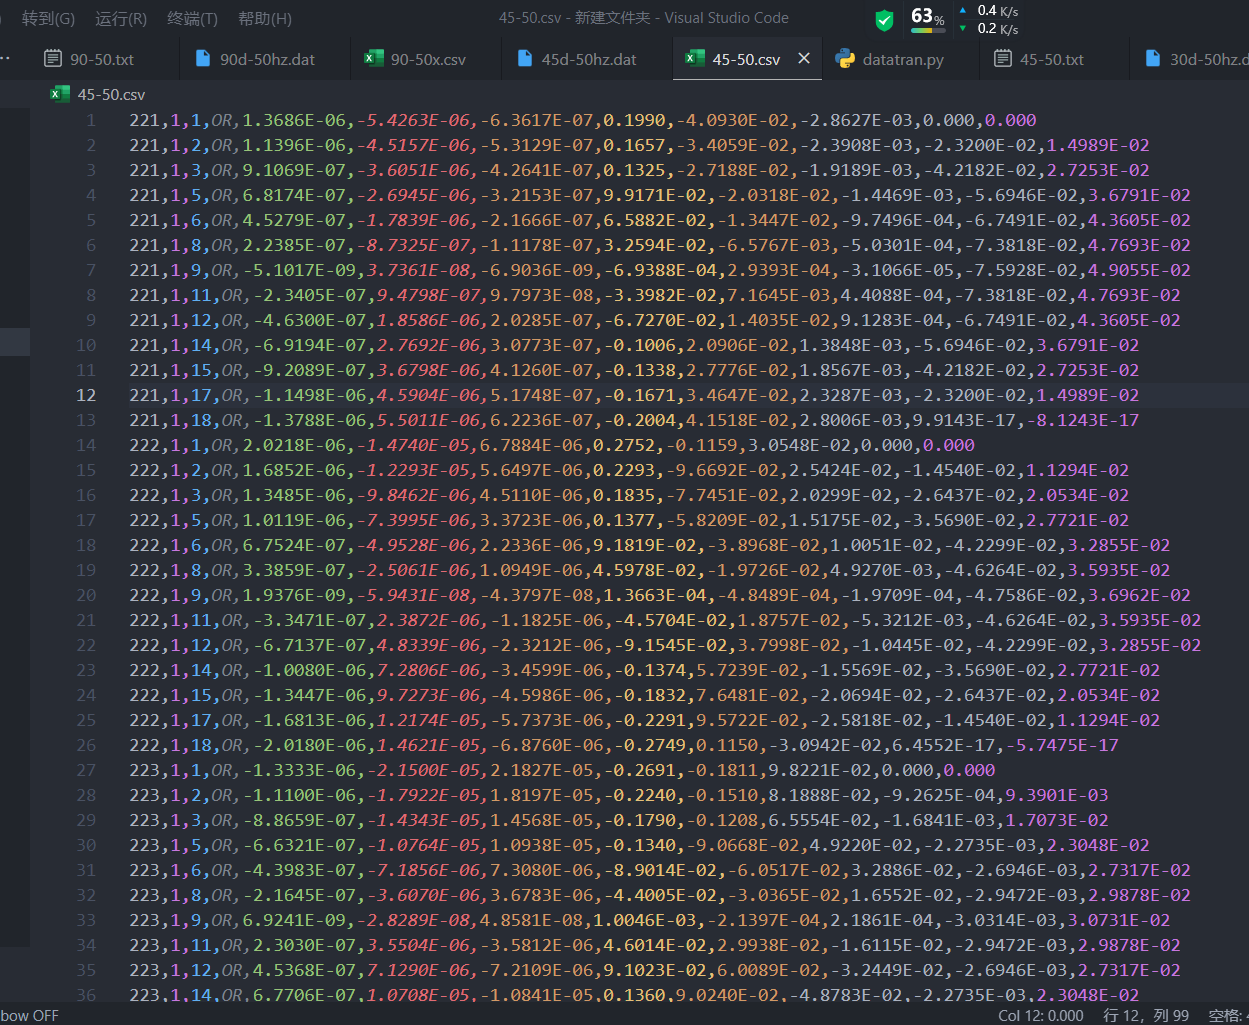 转到(G) 运行(R) 终端(T) 帮助(H) 45-50.csv - 新建文件夹 - Visual Studio Code 63% 0.4 K/s
0.2 K/s
90-50.txt 90d-50hz.dat 90-50x.csv 45d-50hz.dat 45-50.csv datatran.py 45-50.txt 30d-50hz.d
45-50.csv
1 221,1,1,OR,1.3686E-06,-5.4263E-06,-6.3617E-07,0.1990,-4.0930E-02,-2.8627E-03,0.000,0.000
2 221,1,2,OR,1.1396E-06,-4.5157E-06,-5.3129E-07,0.1657,-3.4059E-02,-2.3908E-03,-2.3200E-02,1.4989E-02
3 221,1,3,OR,9.1069E-07,-3.6051E-06,-4.2641E-07,0.1325,-2.7188E-02,-1.9189E-03,-4.2182E-02,2.7253E-02
4 221,1,5,OR,6.8174E-07,-2.6945E-06,-3.2153E-07,9.9171E-02,-2.0318E-02,-1.4469E-03,-5.6946E-02,3.6791E-02
5 221,1,6,OR,4.5279E-07,-1.7839E-06,-2.1666E-07,6.5882E-02,-1.3447E-02,-9.7496E-04,-6.7491E-02,4.3605E-02
6 221,1,8,OR,2.2385E-07,-8.7325E-07,-1.1178E-07,3.2594E-02,-6.5767E-03,-5.0301E-04,-7.3818E-02,4.7693E-02
7 221,1,9,OR,-5.1017E-09,3.7361E-08,-6.9036E-09,-6.9388E-04,2.9393E-04,-3.1066E-05,-7.5928E-02,4.9055E-02
8 221,1,11,OR,-2.3405E-07,9.4798E-07,9.7973E-08,-3.3982E-02,7.1645E-03,4.4088E-04,-7.3818E-02,4.7693E-02
9 221,1,12,OR,-4.6300E-07,1.8586E-06,2.0285E-07,-6.7270E-02,1.4035E-02,9.1283E-04,-6.7491E-02,4.3605E-02
10 221,1,14,OR,-6.9194E-07,2.7692E-06,3.0773E-07,-0.1006,2.0906E-02,1.3848E-03,-5.6946E-02,3.6791E-02
11 221,1,15,OR,-9.2089E-07,3.6798E-06,4.1260E-07,-0.1338,2.7776E-02,1.8567E-03,-4.2182E-02,2.7253E-02
12 221,1,17,OR,-1.1498E-06,4.5904E-06,5.1748E-07,-0.1671,3.4647E-02,2.3287E-03,-2.3200E-02,1.4989E-02
13 221,1,18,OR,-1.3788E-06,5.5011E-06,6.2236E-07,-0.2004,4.1518E-02,2.8006E-03,9.9143E-17,-8.1243E-17
14 222,1,1,OR,2.0218E-06,-1.4740E-05,6.7884E-06,0.2752,-0.1159,3.0548E-02,0.000,0.000
15 222,1,2,OR,1.6852E-06,-1.2293E-05,5.6497E-06,0.2293,-9.6692E-02,2.5424E-02,-1.4540E-02,1.1294E-02
16 222,1,3,OR,1.3485E-06,-9.8462E-06,4.5110E-06,0.1835,-7.7451E-02,2.0299E-02,-2.6437E-02,2.0534E-02
17 222,1,5,OR,1.0119E-06,-7.3995E-06,3.3723E-06,0.1377,-5.8209E-02,1.5175E-02,-3.5690E-02,2.7721E-02
18 222,1,6,OR,6.7524E-07,-4.9528E-06,2.2336E-06,9.1819E-02,-3.8968E-02,1.0051E-02,-4.2299E-02,3.2855E-02
19 222,1,8,OR,3.3859E-07,-2.5061E-06,1.0949E-06,4.5978E-02,-1.9726E-02,4.9270E-03,-4.6264E-02,3.5935E-02
20 222,1,9,OR,1.9376E-09,-5.9431E-08,-4.3797E-08,1.3663E-04,-4.8489E-04,-1.9709E-04,-4.7586E-02,3.6962E-02
21 222,1,11,OR,-3.3471E-07,2.3872E-06,-1.1825E-06,-4.5704E-02,1.8757E-02,-5.3212E-03,-4.6264E-02,3.5935E-02
22 222,1,12,OR,-6.7137E-07,4.8339E-06,-2.3212E-06,-9.1545E-02,3.7998E-02,-1.0445E-02,-4.2299E-02,3.2855E-02
23 222,1,14,OR,-1.0080E-06,7.2806E-06,-3.4599E-06,-0.1374,5.7239E-02,-1.5569E-02,-3.5690E-02,2.7721E-02
24 222,1,15,OR,-1.3447E-06,9.7273E-06,-4.5986E-06,-0.1832,7.6481E-02,-2.0694E-02,-2.6437E-02,2.0534E-02
25 222,1,17,OR,-1.6813E-06,1.2174E-05,-5.7373E-06,-0.2291,9.5722E-02,-2.5818E-02,-1.4540E-02,1.1294E-02
26 222,1,18,OR,-2.0180E-06,1.4621E-05,-6.8760E-06,-0.2749,0.1150,-3.0942E-02,6.4552E-17,-5.7475E-17
27 223,1,1,OR,-1.3333E-06,-2.1500E-05,2.1827E-05,-0.2691,-0.1811,9.8221E-02,0.000,0.000
28 223,1,2,OR,-1.1100E-06,-1.7922E-05,1.8197E-05,-0.2240,-0.1510,8.1888E-02,-9.2625E-04,9.3901E-03
29 223,1,3,OR,-8.8659E-07,-1.4343E-05,1.4568E-05,-0.1790,-0.1208,6.5554E-02,-1.6841E-03,1.7073E-02
30 223,1,5,OR,-6.6321E-07,-1.0764E-05,1.0938E-05,-0.1340,-9.0668E-02,4.9220E-02,-2.2735E-03,2.3048E-02
31 223,1,6,OR,-4.3983E-07,-7.1856E-06,7.3080E-06,-8.9014E-02,-6.0517E-02,3.2886E-02,-2.6946E-03,2.7317E-02
32 223,1,8,OR,-2.1645E-07,-3.6070E-06,3.6783E-06,-4.4005E-02,-3.0365E-02,1.6552E-02,-2.9472E-03,2.9878E-02
33 223,1,9,OR,6.9241E-09,-2.8289E-08,4.8581E-08,1.0046E-03,-2.1397E-04,2.1861E-04,-3.0314E-03,3.0731E-02
34 223,1,11,OR,2.3030E-07,3.5504E-06,-3.5812E-06,4.6014E-02,2.9938E-02,-1.6115E-02,-2.9472E-03,2.9878E-02
35 223,1,12,OR,4.5368E-07,7.1290E-06,-7.2109E-06,9.1023E-02,6.0089E-02,-3.2449E-02,-2.6946E-03,2.7317E-02
36 223,1,14,OR,6.7706E-07,1.0708E-05,-1.0841E-05,0.1360,9.0240E-02,-4.8783E-02,-2.2735E-03,2.3048E-02
bow OFF Col 12: 0.000 行 12，列 99 空格: